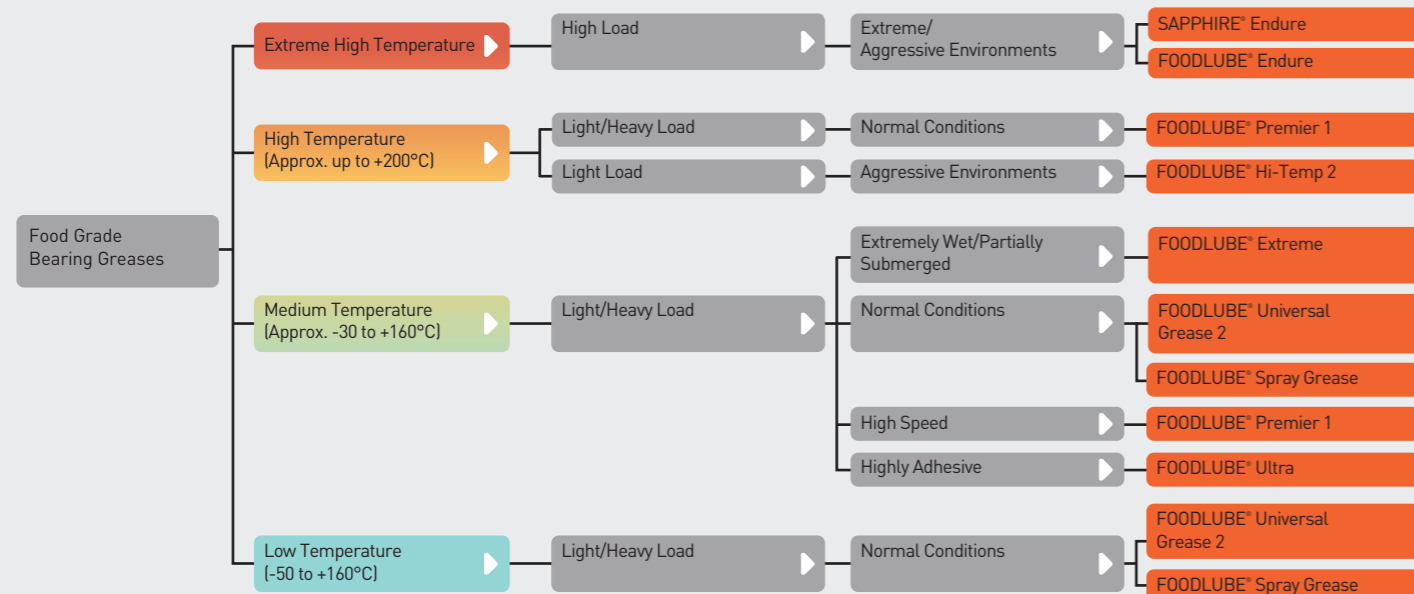 Food Grade
Bearing Greases
Extreme High Temperature
High Load
Extreme/
Aggressive Environments
SAPPHIRE® Endure
FOODLUBE® Endure
High Temperature
(Approx. up to +200°C)
Light/Heavy Load
Normal Conditions
FOODLUBE® Premier 1
Light Load
Aggressive Environments
FOODLUBE® Hi-Temp 2
Medium Temperature
(Approx. -30 to +160°C)
Light/Heavy Load
Extremely Wet/Partially
Submerged
FOODLUBE® Extreme
Normal Conditions
FOODLUBE® Universal
Grease 2
FOODLUBE® Spray Grease
High Speed
FOODLUBE® Premier 1
Highly Adhesive
FOODLUBE® Ultra
Low Temperature
(-50 to +160°C)
Light/Heavy Load
Normal Conditions
FOODLUBE® Universal
Grease 2
FOODLUBE® Spray Grease